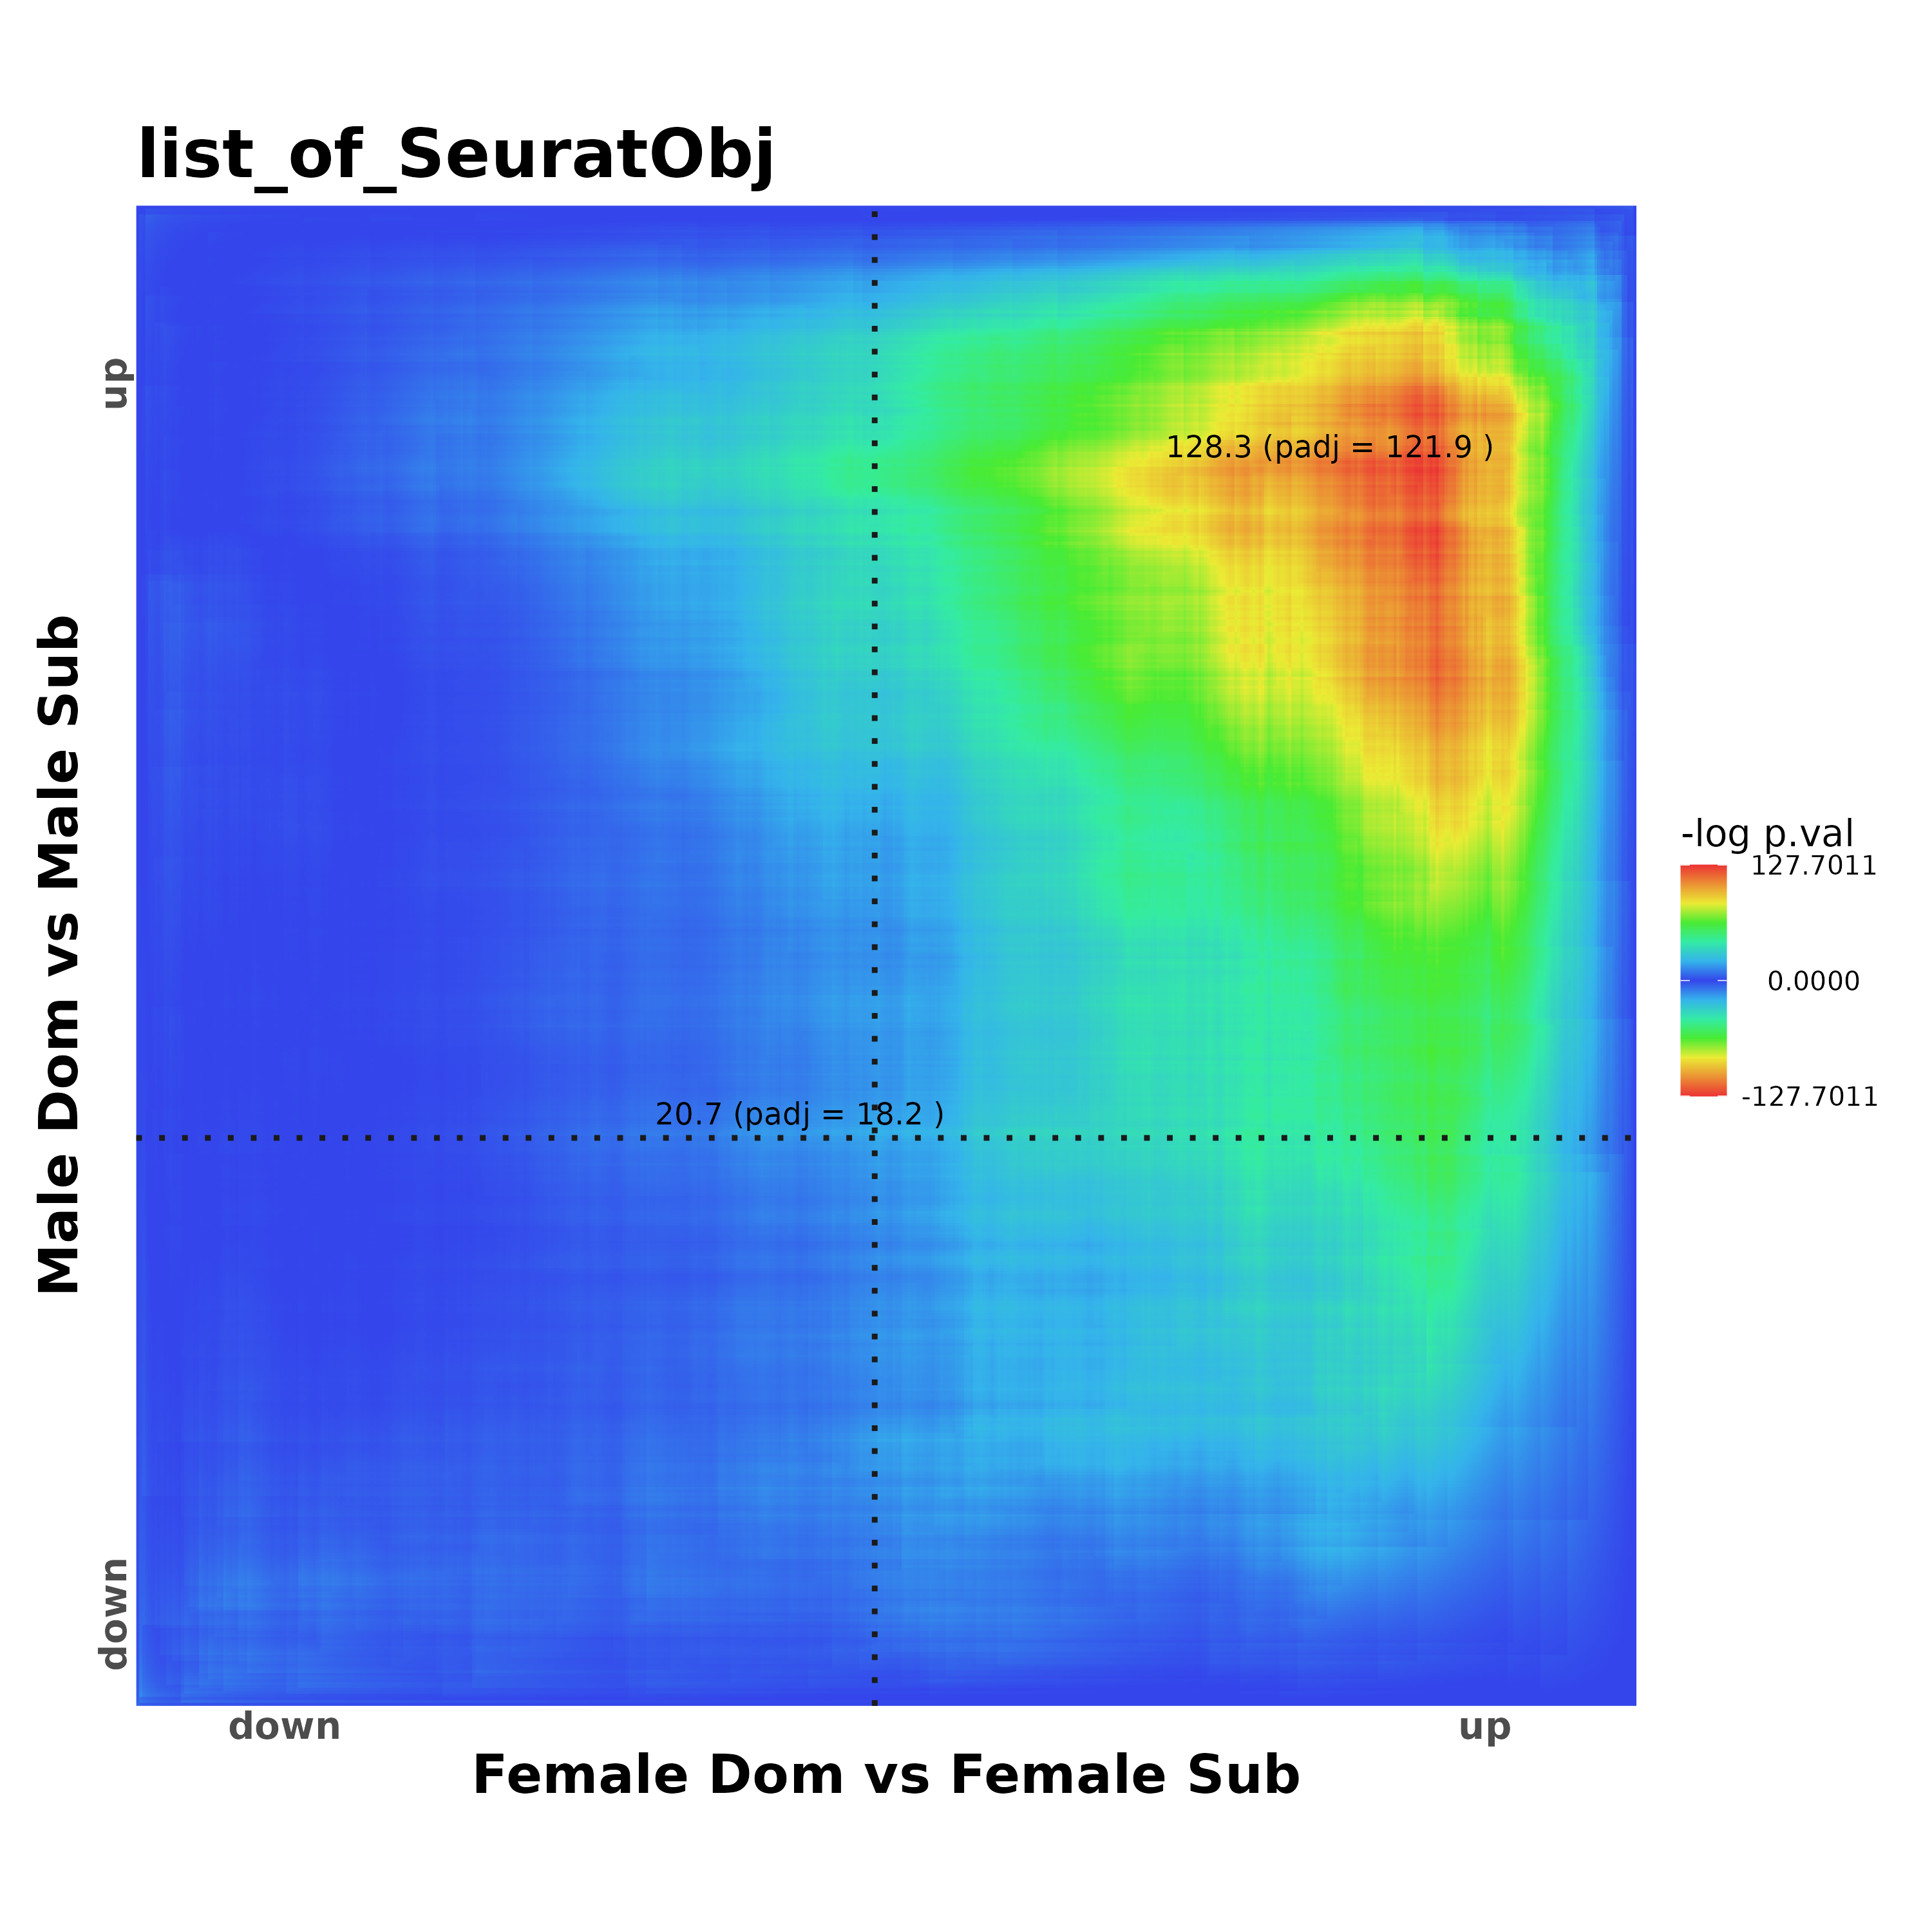 list_of_SeuratObj
up
128.3 (padj = 121.9 )
Male Dom vs Male Sub
-log p.val
127.7011
0.0000
-127.7011
20.7 (padj = 18.2 )
down
down
up
Female Dom vs Female Sub